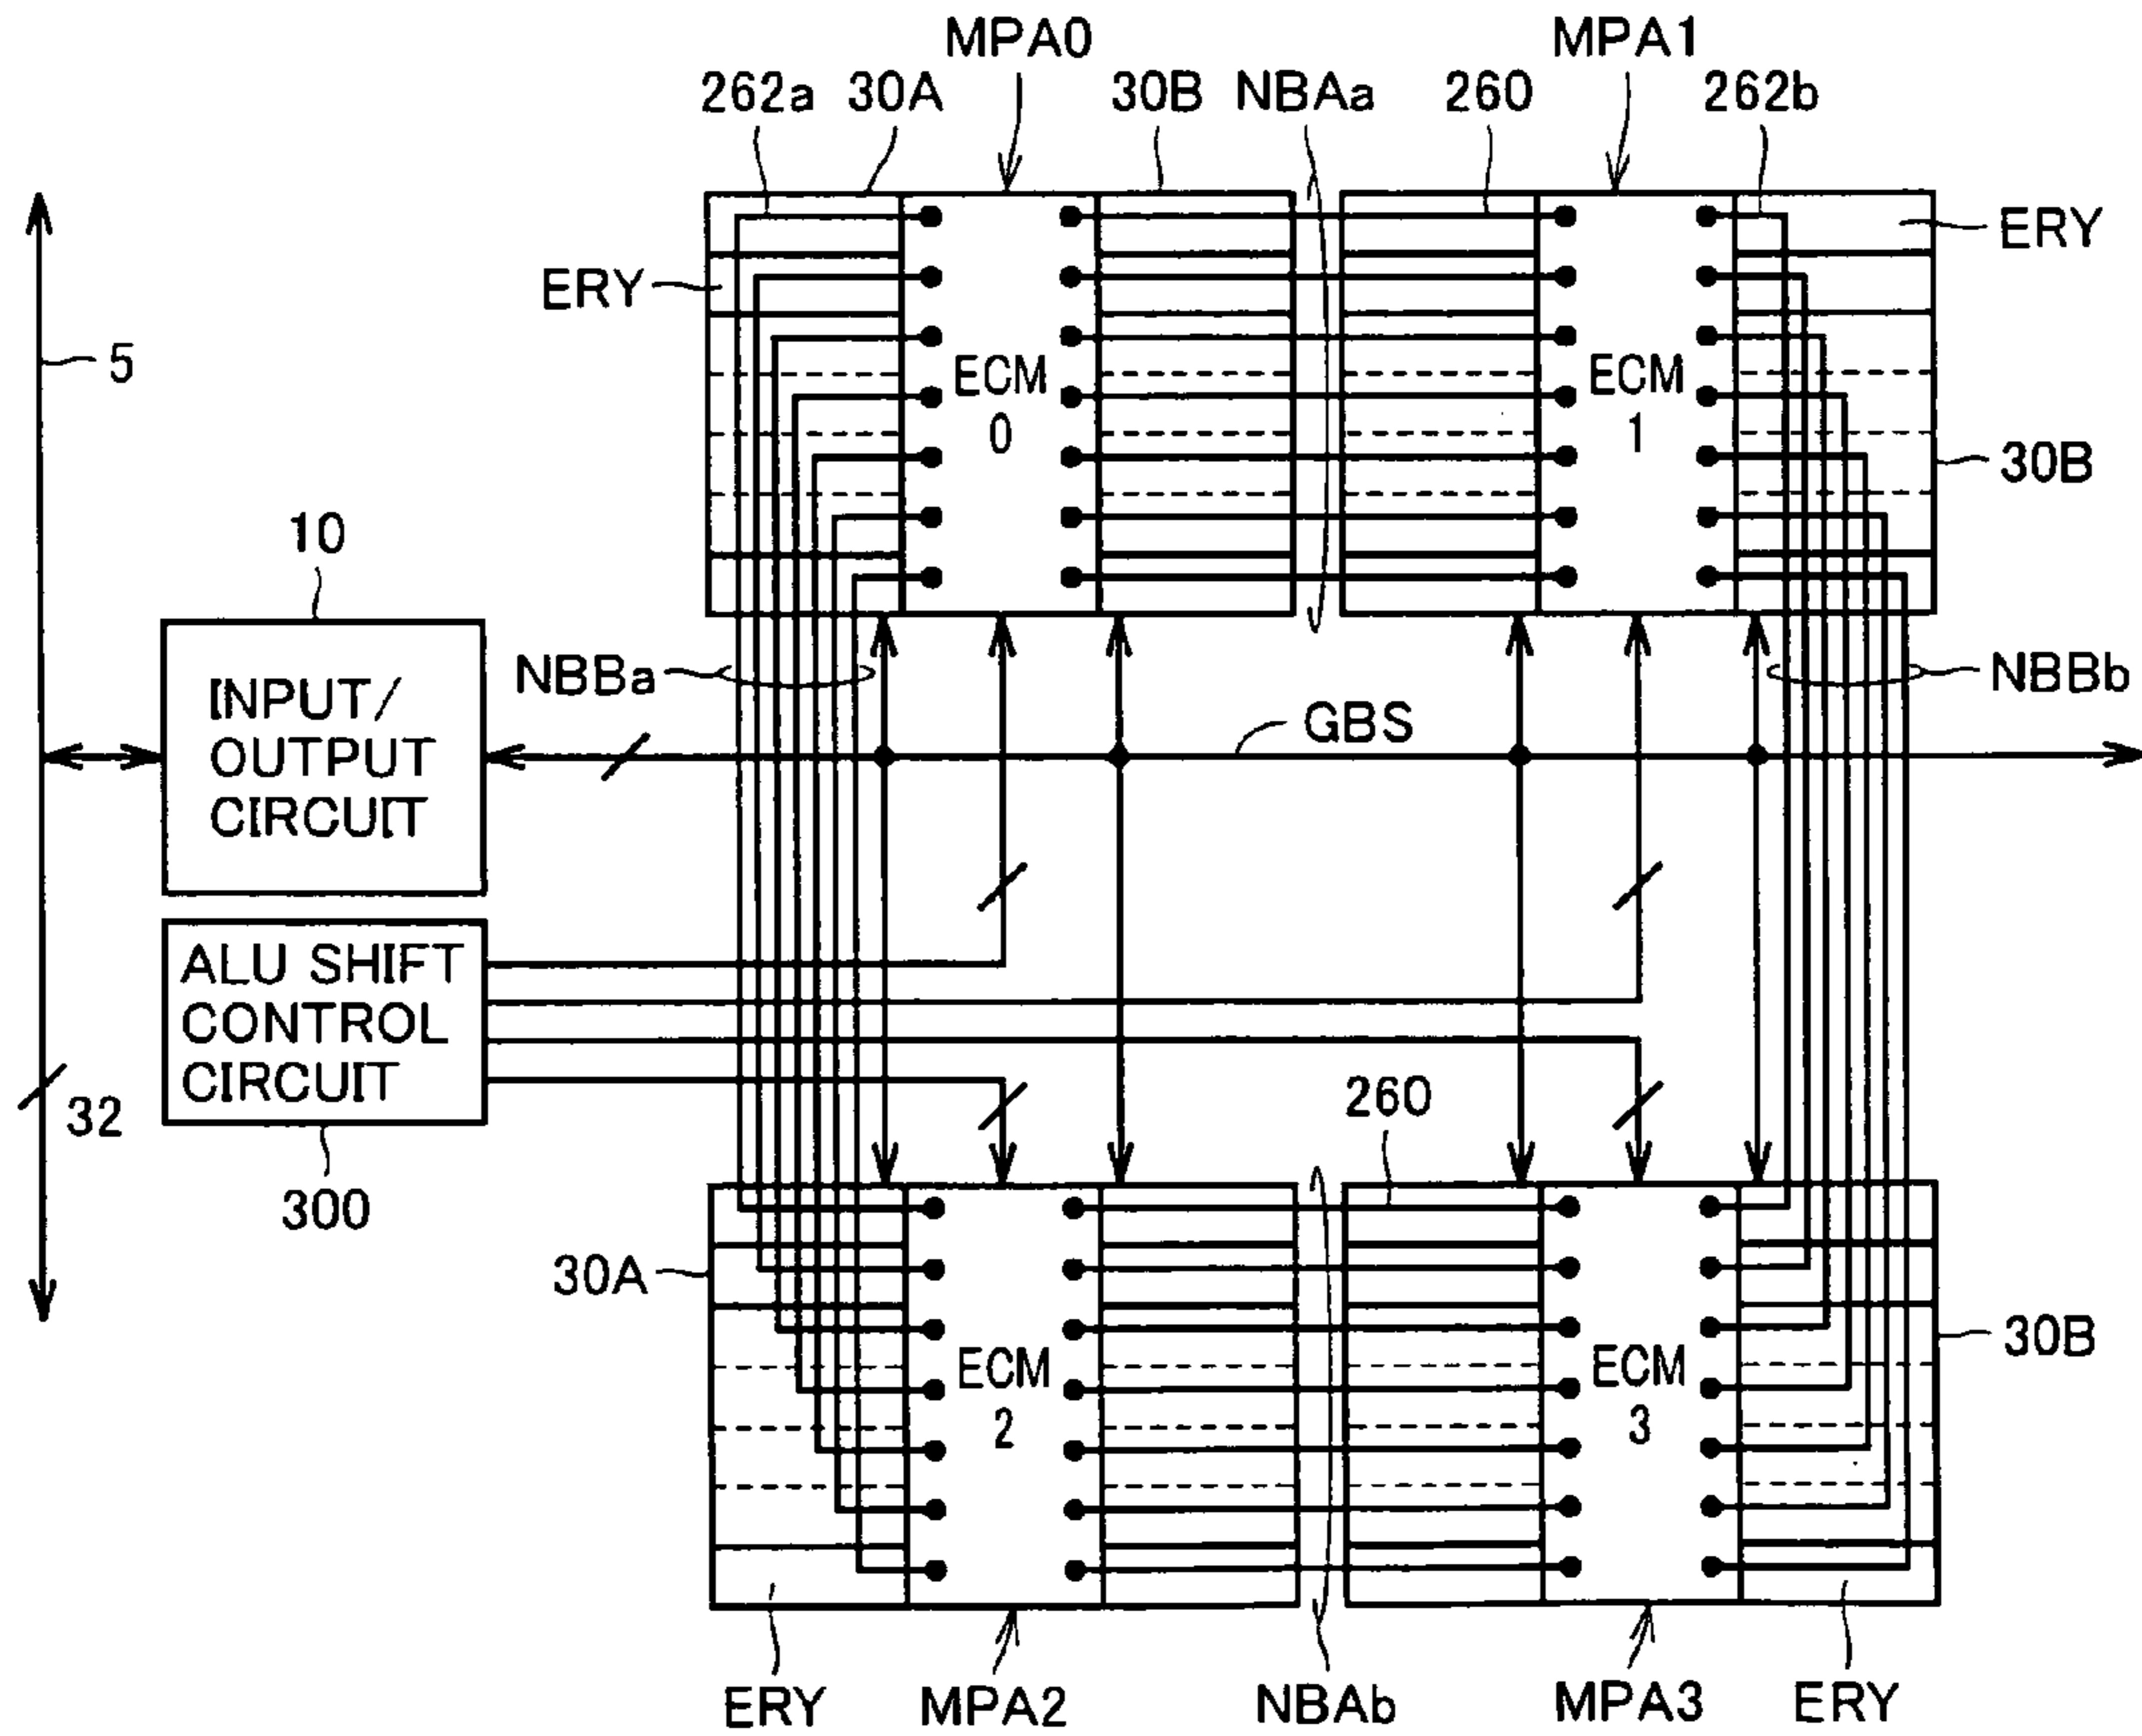 MPA0 MPA1
262a 30A 30B NBAa 260 262b
ERY
ERY
5
ECM
0
ECM
1
30B
10
NBBa
NBBb
INPUT/
OUTPUT
CIRCUIT
GBS
ALU SHIFT
CONTROL
CIRCUIT
32
260
300
30A
ECM
2
ECM
3
30B
ERY MPA2 NBAb MPA3 ERY